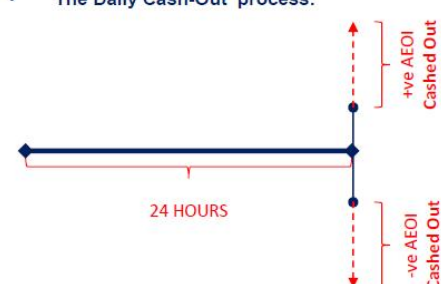 • The Daily Cash-Out process:
+ve AEOI
Cashed Out
24 HOURS
-ve AEOI
Cashed Out